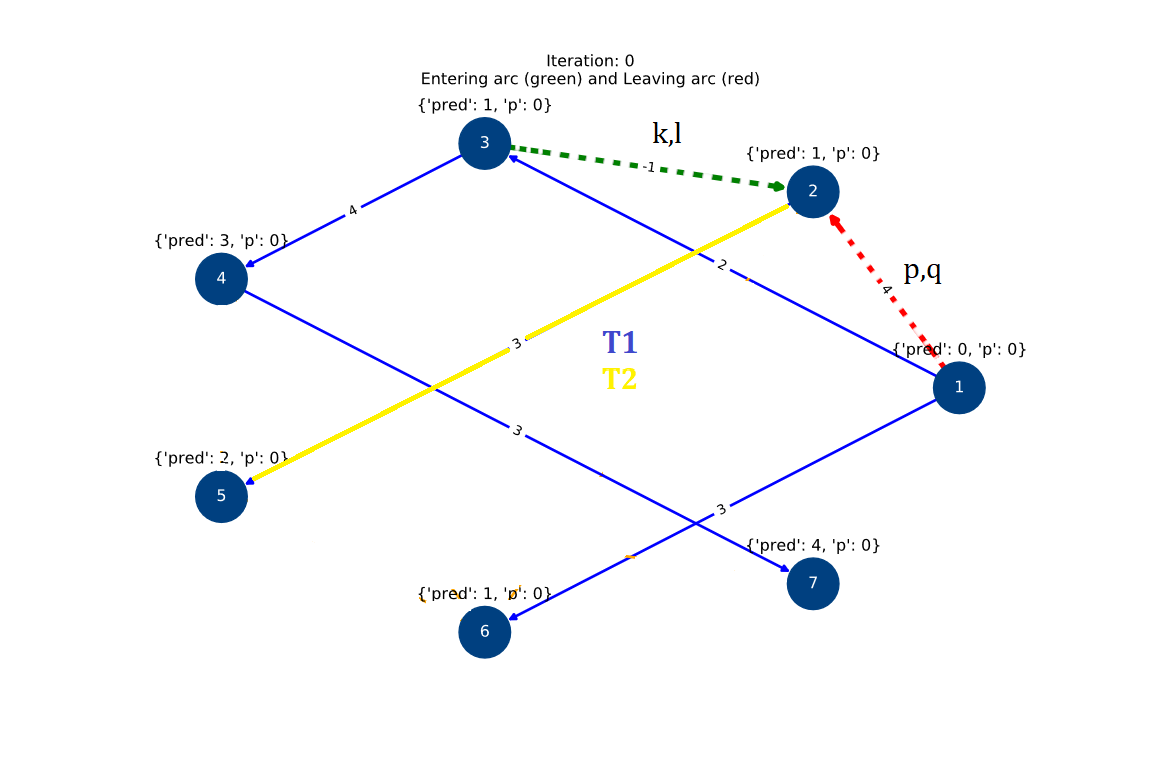 Iteration: 0
Entering arc (green) and Leaving arc (red)
{'pred': 1, 'p': 0}
3
k,l
-1
{'pred': 1, 'p': 0}
2
4
{'pred': 3, 'p': 0}
4
2
p,q
4
3
T1
T2
{'pred': 0, 'p': 0}
1
3
{'pred': 2, 'p': 0}
5
3
{'pred': 4, 'p': 0}
7
{'pred': 1, 'p': 0}
6